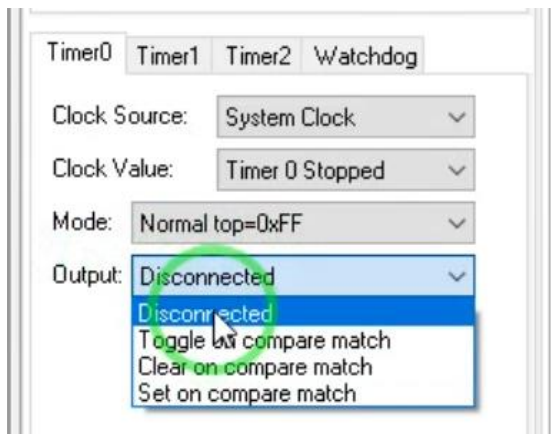 Timer0 Timer1 Timer2 Watchdog
Clock Source: System Clock
Clock Value: Timer 0 Stopped
Mode: Normal top=0xFF
Output: Disconnected
Disconnected
Toggle on compare match
Clear on compare match
Set on compare match